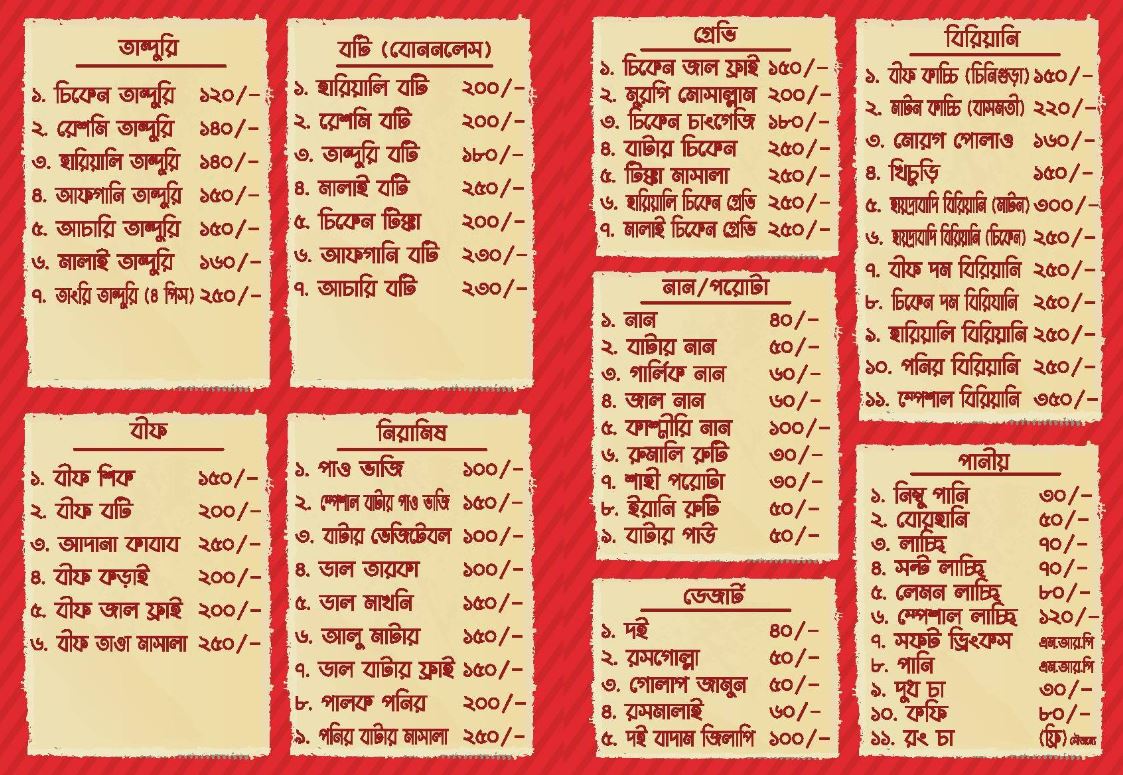 তান্দুরি
১. চিকেন তান্দুরি ১২০/-
২. রেশমি তান্দুরি ১৪০/-
৩. হারিয়ালি তান্দুরি ১৪০/-
৪. আফগানি তান্দুরি ১৫০/-
৫. আচারি তান্দুরি ১৫০/-
৬. মালাই তান্দুরি ১৬০/-
৭. তাংরি তান্দুরি (৪ পিস) ২৫০/-
বটি (বোননলেস)
১. হারিয়ালি বটি ২০০/-
২. রেশমি বটি ২০০/-
৩. তান্দুরি বটি ১৮০/-
৪. মালাই বটি ২৫০/-
৫. চিকেন টিক্কা ২০০/-
৬. আফগানি বটি ২৩০/-
৭. আচারি বটি ২৩০/-
বীফ
১. বীফ শিক ১৫০/-
২. বীফ বটি ২০০/-
৩. আদানা কাবাব ২৫০/-
৪. বীফ কড়াই ২০০/-
৫. বীফ জাল ফ্রাই ২০০/-
৬. বীফ তাওা মাসালা ২৫০/-
নিরামিষ
১. পাও ভাজি ১০০/-
২. স্পেশাল বাটার পাও ভাজি ১৫০/-
৩. বাটার ভেজিটেবল ১০০/-
৪. ডাল তারকা ১০০/-
৫. ডাল মাখনি ১৫০/-
৬. আলু মাটার ১৫০/-
৭. ডাল বাটার ফ্রাই ১৫০/-
৮. পালক পনির ২০০/-
৯. পনির বাটার মাসালা ২৫০/-
গ্রেভি
১. চিকেন জাল ফ্রাই ১৫০/-
২. মুরগি মোসাল্লাম ২০০/-
৩. চিকেন চাংগেজি ১৮০/-
৪. বাটার চিকেন ২৫০/-
৫. টিক্কা মাসালা ২৫০/-
৬. হারিয়ালি চিকেন গ্রেভি ২৫০/-
৭. মালাই চিকেন গ্রেভি ২৫০/-
নান/পরোটা
১. নান ৪০/-
২. বাটার নান ৫০/-
৩. গার্লিক নান ৬০/-
৪. জাল নান ৬০/-
৫. কাশ্মীরি নান ১০০/-
৬. রুমালি রুটি ৩০/-
৭. শাহী পরোটা ৩০/-
৮. ইরানি রুটি ৫০/-
৯. বাটার পাউ ৫০/-
ডেজার্ট
১. দই ৪০/-
২. রসগোল্লা ৫০/-
৩. গোলাপ জামুন ৫০/-
৪. রসমালাই ৬০/-
৫. দই বাদাম জিলাপি ১০০/-
বিরিয়ানি
১. বীফ কাচ্চি (চিনিগুড়া) ১৫০/-
২. মাটন কাচ্চি (বাসমতী) ২২০/-
৩. মোরগ পোলাও ১৬০/-
৪. খিচুড়ি ১৫০/-
৫. হায়দ্রাবাদি বিরিয়ানি (মাটন) ৩০০/-
৬. হায়দ্রাবাদি বিরিয়ানি (চিকেন) ২৫০/-
৭. বীফ দম বিরিয়ানি ২৫০/-
৮. চিকেন দম বিরিয়ানি ২৫০/-
৯. হারিয়ালি বিরিয়ানি ২৫০/-
১০. পনির বিরিয়ানি ২৫০/-
১১. স্পেশাল বিরিয়ানি ৩৫০/-
পানীয়
১. নিম্বু পানি ৩০/-
২. বোরহানি ৫০/-
৩. লাচ্ছি ৭০/-
৪. সল্ট লাচ্ছি ৭০/-
৫. লেমন লাচ্ছি ৮০/-
৬. স্পেশাল লাচ্ছি ১২০/-
৭. সফট ড্রিংকস এম.আর.পি
৮. পানি এম.আর.পি
৯. দুধ চা ৩০/-
১০. কফি ৮০/-
১১. রং চা (ফ্রি)